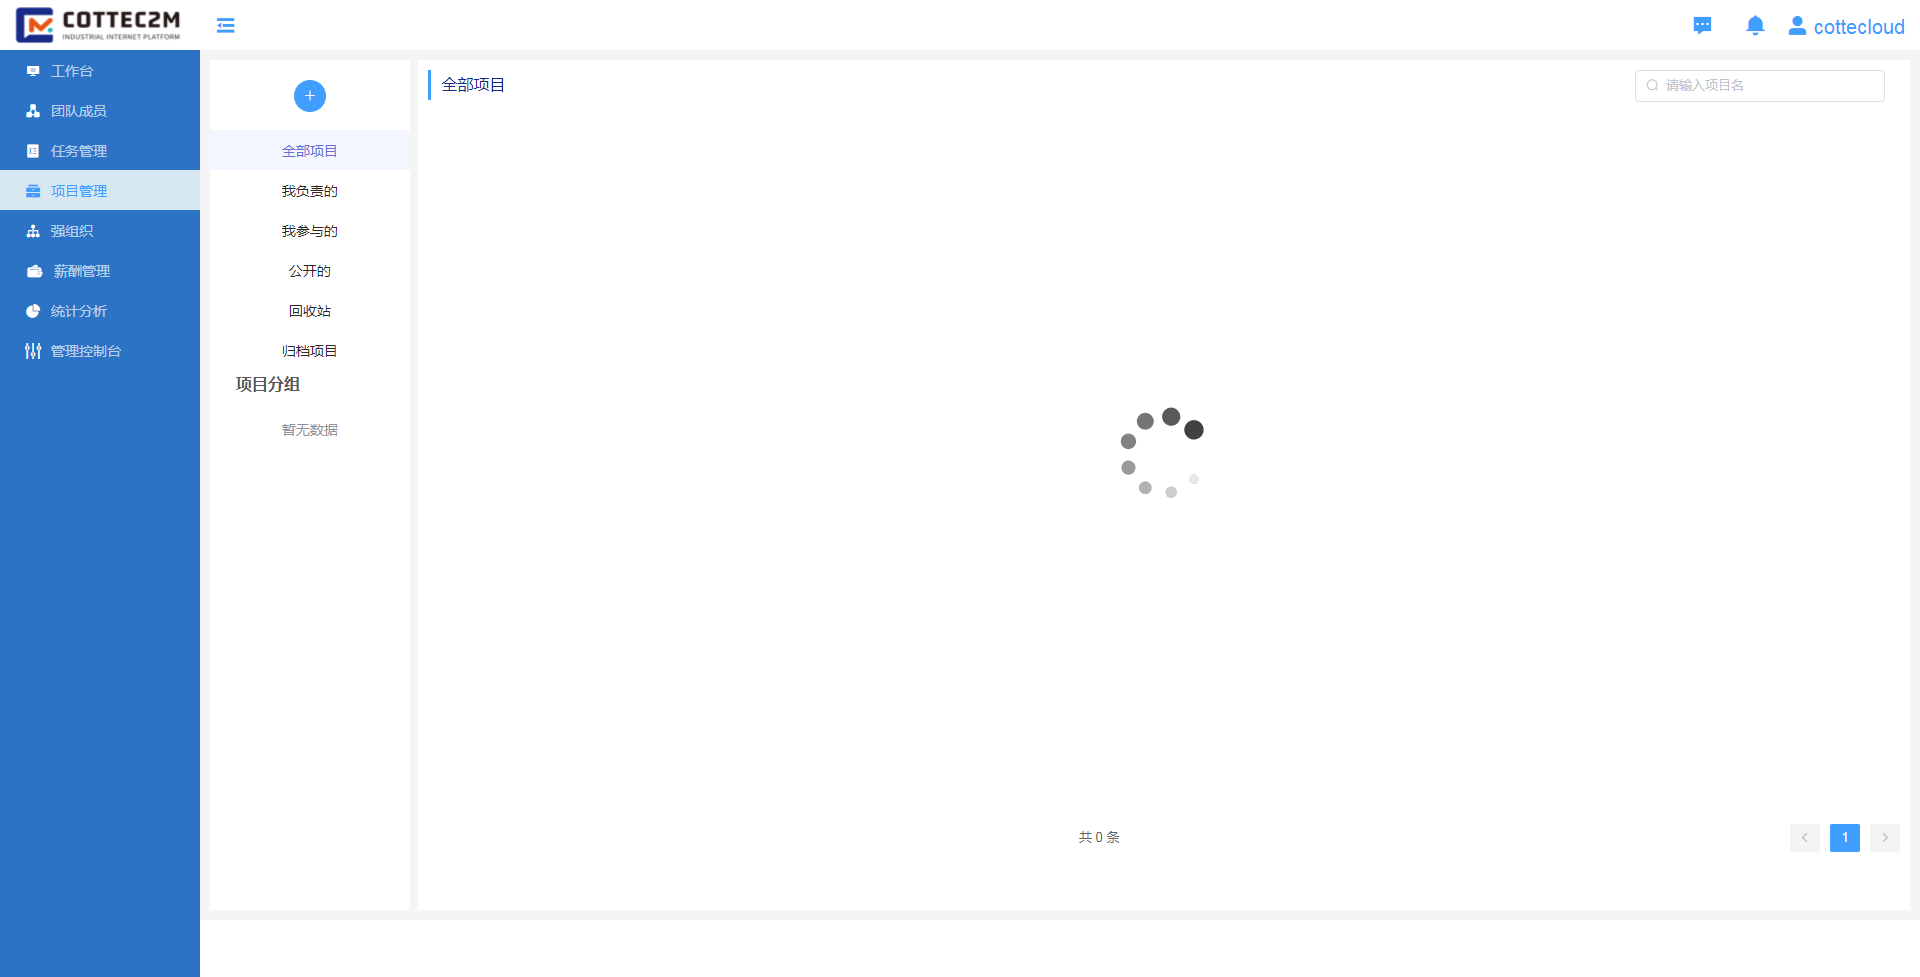 COTTEC2M
INDUSTRIAL INTERNET PLATFORM
cottecloud
工作台
团队成员
任务管理
项目管理
强组织
薪酬管理
统计分析
管理控制台
全部项目
我负责的
我参与的
公开的
回收站
归档项目
项目分组
暂无数据
全部项目
请输入项目名
共 0 条
1